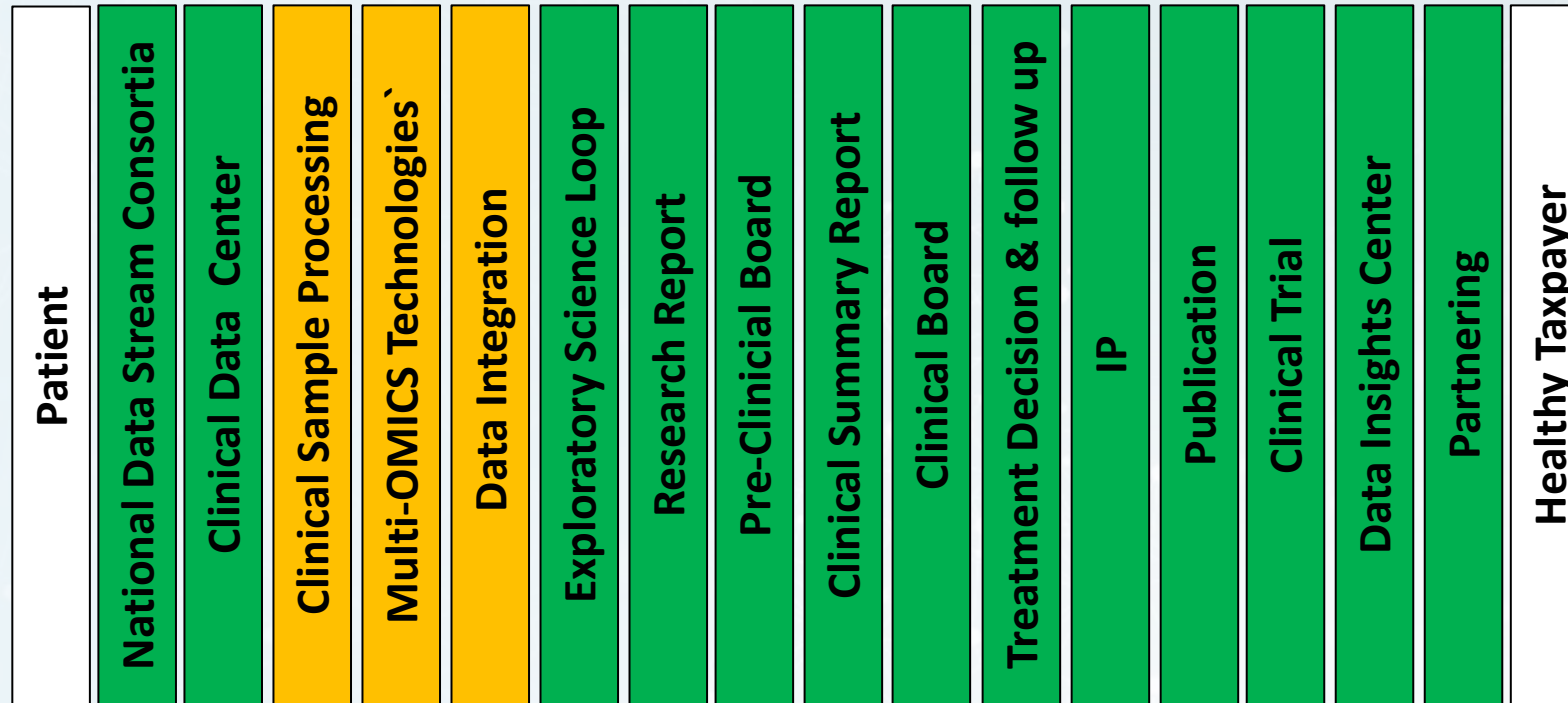 Patient
National Data Stream Consortia
Clinical Data  Center
Clinical Sample Processing
Multi-OMICS Technologies`
Data Integration
Exploratory Science Loop
Research Report
Pre-Clinicial Board
Clinical Summary Report
Clinical Board
Treatment Decision & follow up
IP
Publication
Clinical Trial
Data Insights Center
Partnering
Healthy Taxpayer